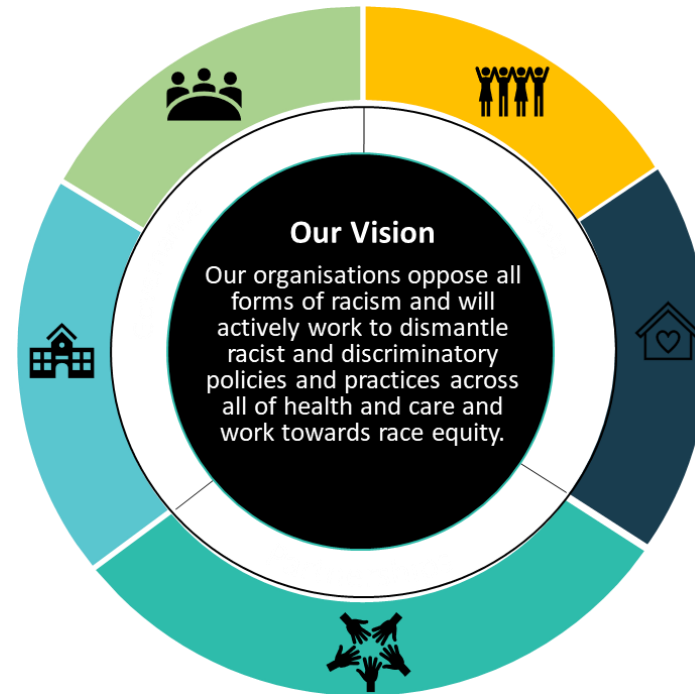 Our Vision
Our organisations oppose all
forms of racism and will
actively work to dismantle
racist and discriminatory
policies and practices across
all of health and care and
work towards race equity.